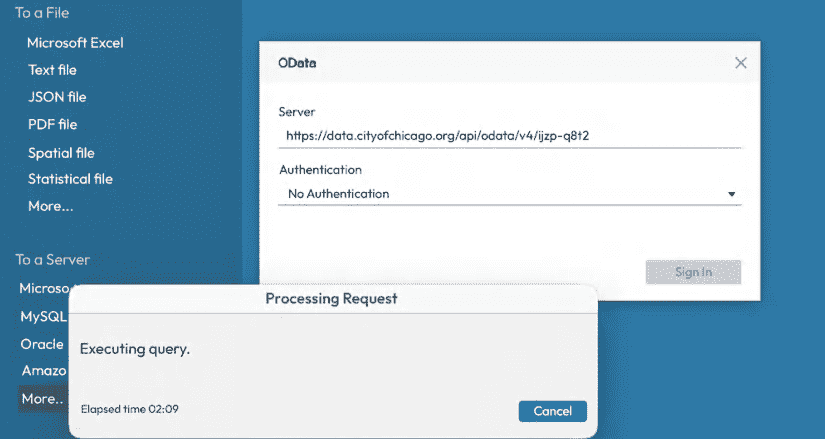 To a File
Microsoft Excel
Text file
JSON file
PDF file
Spatial file
Statistical file
More...
To a Server
Microso
MySQL
Oracle
Amazo
More..
OData
Server
https://data.cityofchicago.org/api/odata/v4/ijzp-q8t2
Authentication
No Authentication
Sign In
Processing Request
Executing query.
Elapsed time 02:09
Cancel